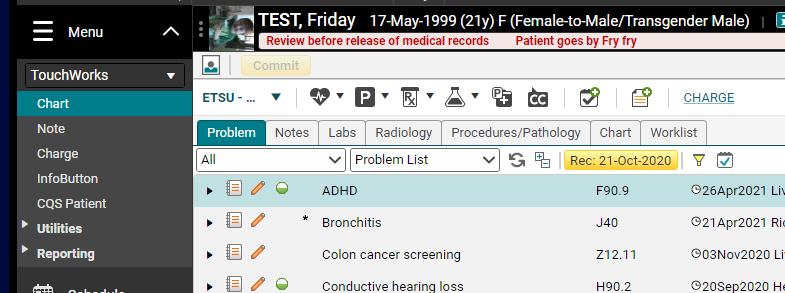 Menu
TouchWorks
Chart
Note
Charge
InfoButton
CQS Patient
Utilities
Reporting
Schedule
TEST, Friday 17-May-1999 (21y) F (Female-to-Male/Transgender Male)
Review before release of medical records Patient goes by Fry fry
Commit
ETSU - ... P Rx P CC CHARGE
Problem Notes Labs Radiology Procedures/Pathology Chart Worklist
All Problem List Rec: 21-Oct-2020
ADHD F90.9 26Apr2021 Liv
* Bronchitis J40 21Apr2021 Ric
Colon cancer screening Z12.11 03Nov2020 Li
Conductive hearing loss H90.2 20Sep2020 He